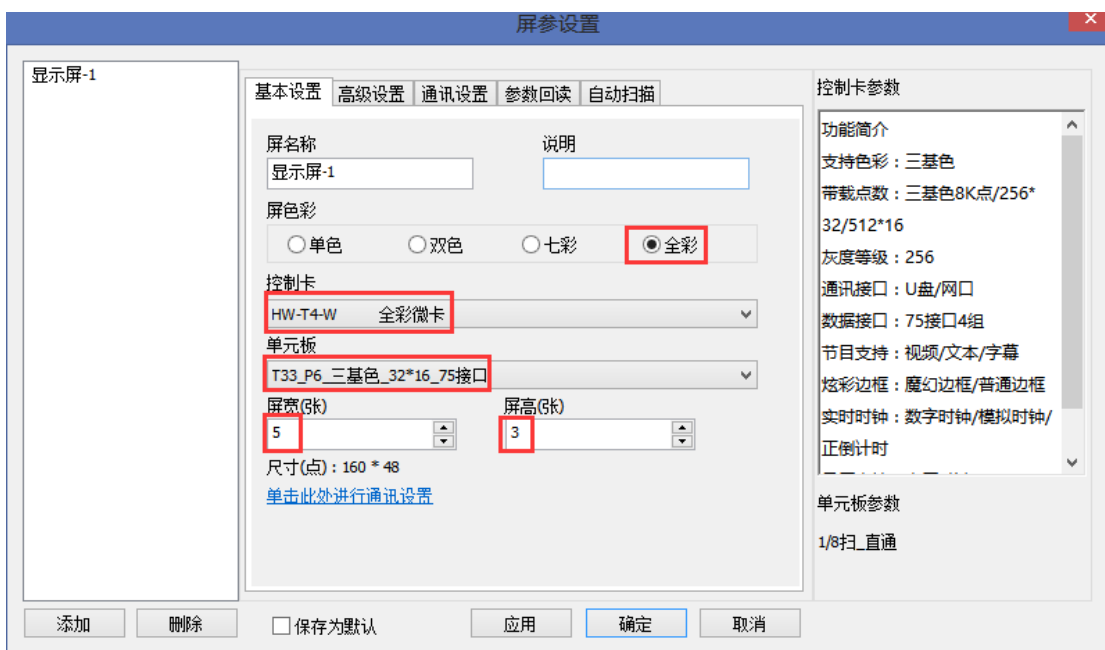 屏参设置
显示屏-1
基本设置 高级设置 通讯设置 参数回读 自动扫描
屏名称 说明
显示屏-1
屏色彩
单色 双色 七彩 全彩
控制卡
HW-T4-W 全彩微卡
单元板
T33_P6_三基色_32*16_75接口
屏宽(张) 屏高(张)
5 3
尺寸(点)：160 * 48
单击此处进行通讯设置
控制卡参数
功能简介
支持色彩：三基色
带载点数：三基色8K点/256*
32/512*16
灰度等级：256
通讯接口：U盘/网口
数据接口：75接口4组
节目支持：视频/文本/字幕
炫彩边框：魔幻边框/普通边框
实时时钟：数字时钟/模拟时钟/
正倒计时
单元板参数
1/8扫_直通
添加 删除 保存为默认 应用 确定 取消